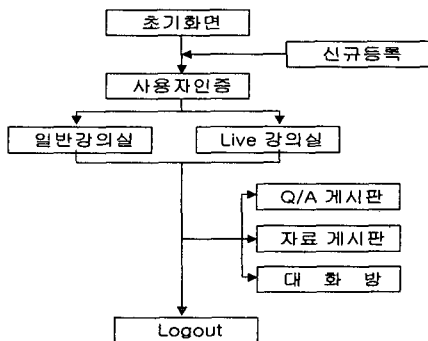 초기화면
신규등록
사용자인증
일반강의실
Live 강의실
Q/A 게시판
자료 게시판
대 화 방
Logout